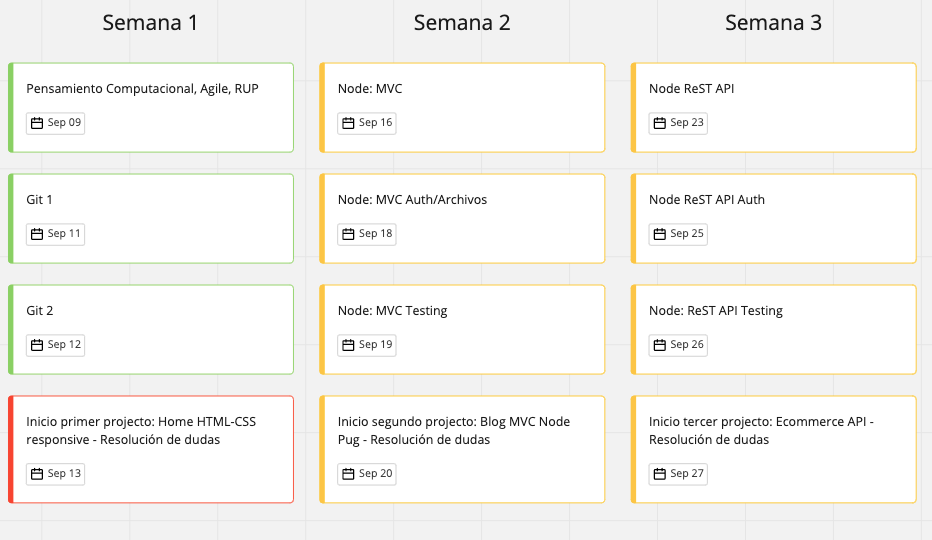 Semana 1
Pensamiento Computacional, Agile, RUP
Sep 09
Git 1
Sep 11
Git 2
Sep 12
Inicio primer projecto: Home HTML-CSS
responsive - Resolución de dudas
Sep 13
Semana 2
Node: MVC
Sep 16
Node: MVC Auth/Archivos
Sep 18
Node: MVC Testing
Sep 19
Inicio segundo projecto: Blog MVC Node
Pug - Resolución de dudas
Sep 20
Semana 3
Node ReST API
Sep 23
Node ReST API Auth
Sep 25
Node: ReST API Testing
Sep 26
Inicio tercer projecto: Ecommerce API -
Resolución de dudas
Sep 27